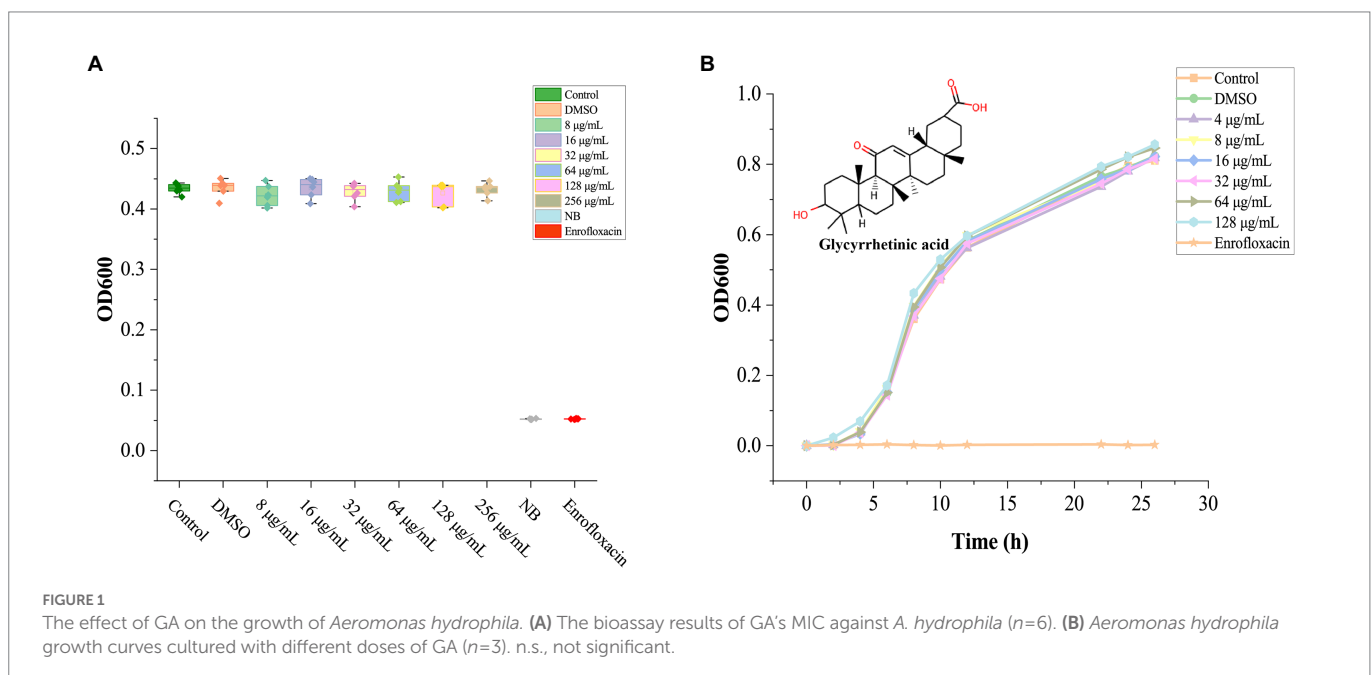 A
OD600
0.5
0.4
0.3
0.2
0.1
0.0
Control
DMSO
8 μg/mL
16 μg/mL
32 μg/mL
64 μg/mL
128 μg/mL
256 μg/mL
NB
Enrofloxacin
Control
DMSO
8 μg/mL
16 μg/mL
32 μg/mL
64 μg/mL
128 μg/mL
256 μg/mL
NB
Enrofloxacin
B
OD600
1.0
0.8
0.6
0.4
0.2
0.0
0
5
10
15
20
25
30
Time (h)
O
OH
H
O
H
HO
H
Glycyrrhetinic acid
Control
DMSO
4 μg/mL
8 μg/mL
16 μg/mL
32 μg/mL
64 μg/mL
128 μg/mL
Enrofloxacin
FIGURE 1
The effect of GA on the growth of Aeromonas hydrophila. (A) The bioassay results of GA's MIC against A. hydrophila (n=6). (B) Aeromonas hydrophila
growth curves cultured with different doses of GA (n=3). n.s., not significant.